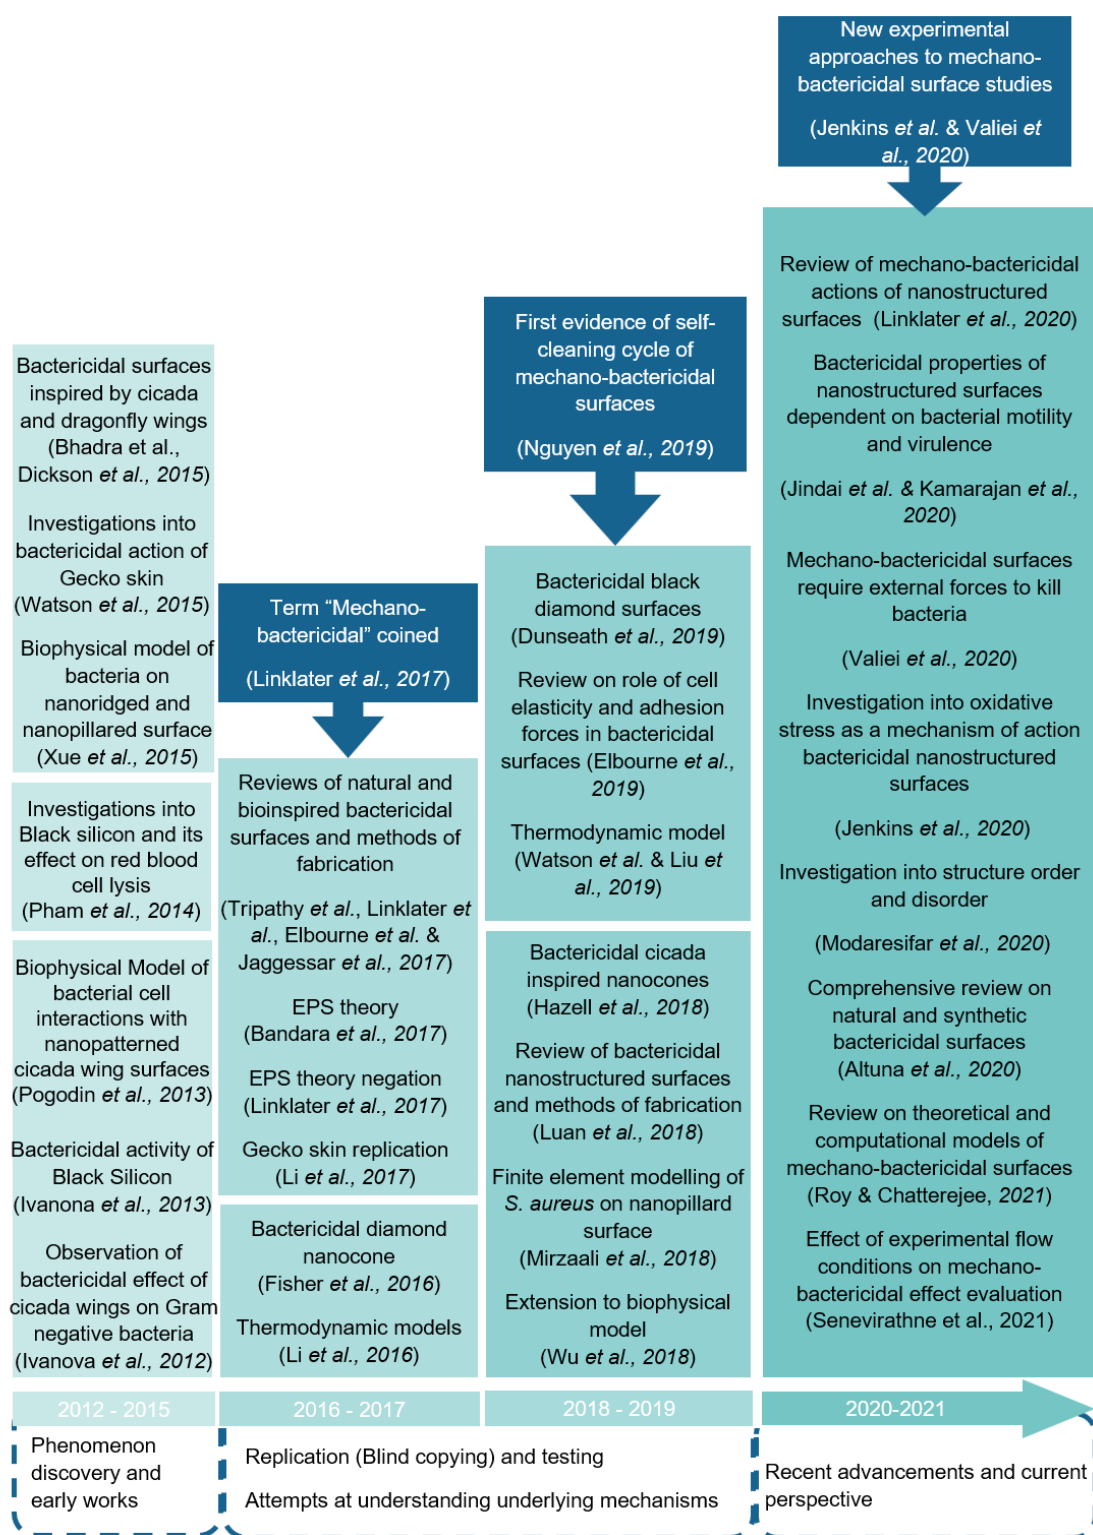 New experimental
approaches to mechano-
bactericidal surface studies
(Jenkins et al. & Valiei et
al., 2020)
Review of mechano-bactericidal
actions of nanostructured
surfaces (Linklater et al., 2020)
Bactericidal properties of
nanostructured surfaces
dependent on bacterial motility
and virulence
(Jindai et al. & Kamarajan et al.,
2020)
Mechano-bactericidal surfaces
require external forces to kill
bacteria
(Valiei et al., 2020)
Investigation into oxidative
stress as a mechanism of action
bactericidal nanostructured
surfaces
(Jenkins et al., 2020)
Investigation into structure order
and disorder
(Modaresifar et al., 2020)
Comprehensive review on
natural and synthetic
bactericidal surfaces
(Altuna et al., 2020)
Review on theoretical and
computational models of
mechano-bactericidal surfaces
(Roy & Chatterejee, 2021)
Effect of experimental flow
conditions on mechano-
bactericidal effect evaluation
(Senevirathne et al., 2021)
First evidence of self-
cleaning cycle of
mechano-bactericidal
surfaces
(Nguyen et al., 2019)
Bactericidal black
diamond surfaces
(Dunseath et al., 2019)
Review on role of cell
elasticity and adhesion
forces in bactericidal
surfaces (Elbourne et al.,
2019)
Thermodynamic model
(Watson et al. & Liu et
al., 2019)
Bactericidal cicada
inspired nanocones
(Hazell et al., 2018)
Review of bactericidal
nanostructured surfaces
and methods of fabrication
(Luan et al., 2018)
Finite element modelling of
S. aureus on nanopillard
surface
(Mirzaali et al., 2018)
Extension to biophysical
model
(Wu et al., 2018)
Term “Mechano-
bactericidal” coined
(Linklater et al., 2017)
Reviews of natural and
bioinspired bactericidal
surfaces and methods of
fabrication
(Tripathy et al., Linklater et
al., Elbourne et al. &
Jaggessar et al., 2017)
EPS theory
(Bandara et al., 2017)
EPS theory negation
(Linklater et al., 2017)
Gecko skin replication
(Li et al., 2017)
Bactericidal diamond
nanocone
(Fisher et al., 2016)
Thermodynamic models
(Li et al., 2016)
Bactericidal surfaces
inspired by cicada
and dragonfly wings
(Bhadra et al.,
Dickson et al., 2015)
Investigations into
bactericidal action of
Gecko skin
(Watson et al., 2015)
Biophysical model of
bacteria on
nanoridged and
nanopillared surface
(Xue et al., 2015)
Investigations into
Black silicon and its
effect on red blood
cell lysis
(Pham et al., 2014)
Biophysical Model of
bacterial cell
interactions with
nanopatterned
cicada wing surfaces
(Pogodin et al., 2013)
Bactericidal activity of
Black Silicon
(Ivanona et al., 2013)
Observation of
bactericidal effect of
cicada wings on Gram
negative bacteria
(Ivanova et al., 2012)
2012 - 2015
2016 - 2017
2018 - 2019
2020-2021
Phenomenon
discovery and
early works
Replication (Blind copying) and testing
Attempts at understanding underlying mechanisms
Recent advancements and current
perspective